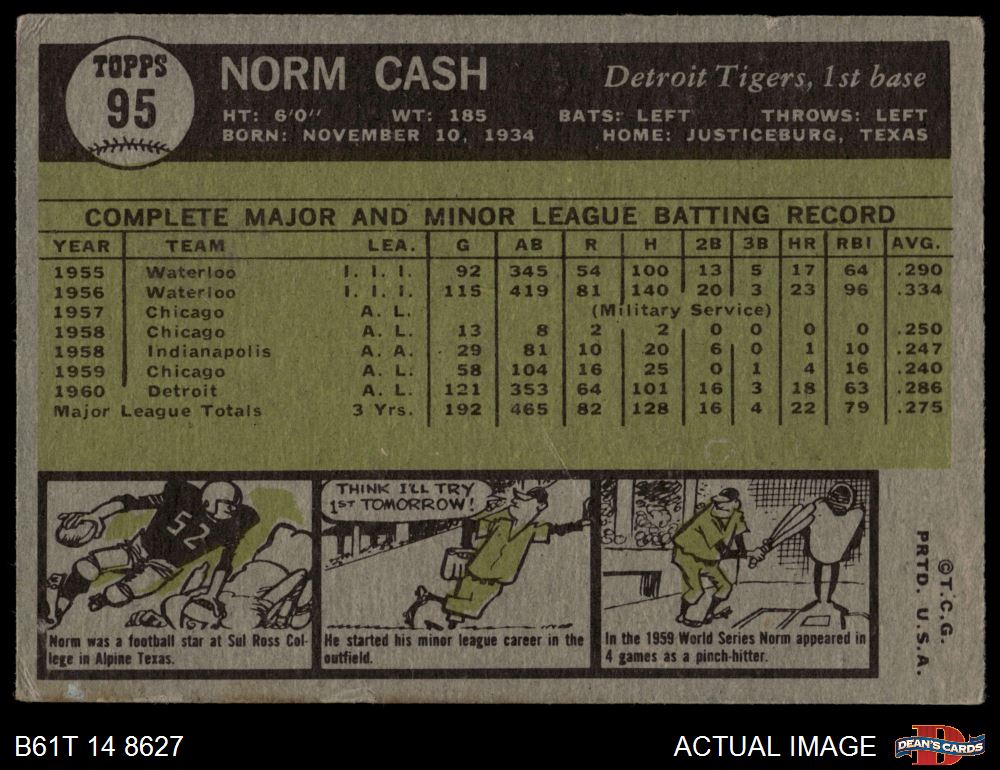 TOPPS
95
NORM CASH
Detroit Tigers, 1st base
HT: 6'0" WT: 185 BATS: LEFT THROWS: LEFT
BORN: NOVEMBER 10, 1934 HOME: JUSTICEBURG, TEXAS
COMPLETE MAJOR AND MINOR LEAGUE BATTING RECORD
YEAR TEAM LEA. G AB R H 2B 3B HR RBI AVG.
1955 Waterloo I. I. I. 92 345 54 100 13 5 17 64 .290
1956 Waterloo I. I. I. 115 419 81 140 20 3 23 96 .334
1957 Chicago A. L. (Military Service)
1958 Chicago A. L. 13 8 2 2 0 0 0 0 .250
1958 Indianapolis A. A. 29 81 10 20 6 0 1 10 .247
1959 Chicago A. L. 58 104 16 25 0 1 4 16 .240
1960 Detroit A. L. 121 353 64 101 16 3 18 63 .286
Major League Totals 3 Yrs. 192 465 82 128 16 4 22 79 .275
52
Norm was a football star at Sul Ross Col-
lege in Alpine Texas.
THINK I'LL TRY
1ST TOMORROW!
He started his minor league career in the
outfield.
In the 1959 World Series Norm appeared in
4 games as a pinch-hitter.
©T.C.G.
PRTD. U.S.A.
B61T 14 8627
ACTUAL IMAGE
D
DEAN'S CARDS